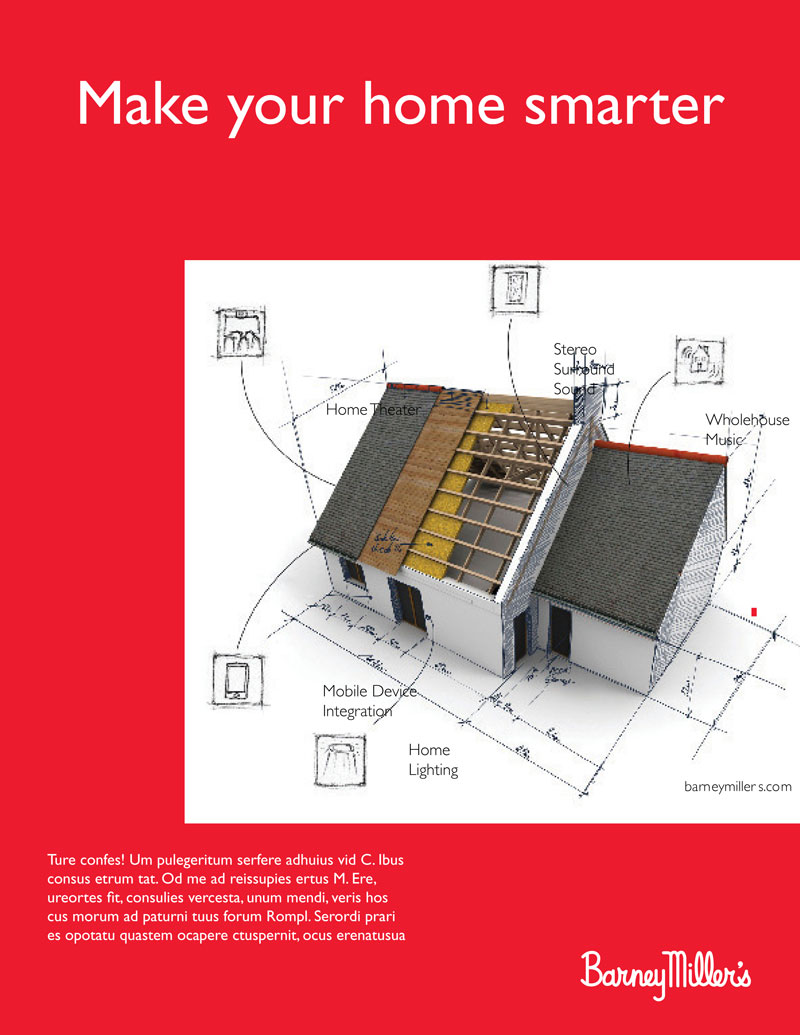 Make your home smarter
Stereo
Surround
Sound
Home Theater
Wholehouse
Music
Mobile Device
Integration
Home
Lighting
barneymillers.com
Ture confes! Um pulegeritum serfere adhuius vid C. Ibus
consus etrum tat. Od me ad reissupies ertus M. Ere,
ureortes fit, consulies vercesta, unum mendi, veris hos
cus morum ad paturni tuus forum Rompl. Serordi prari
es opotatu quastem ocapere ctuspernit, ocus erenatusua
Barney Miller's